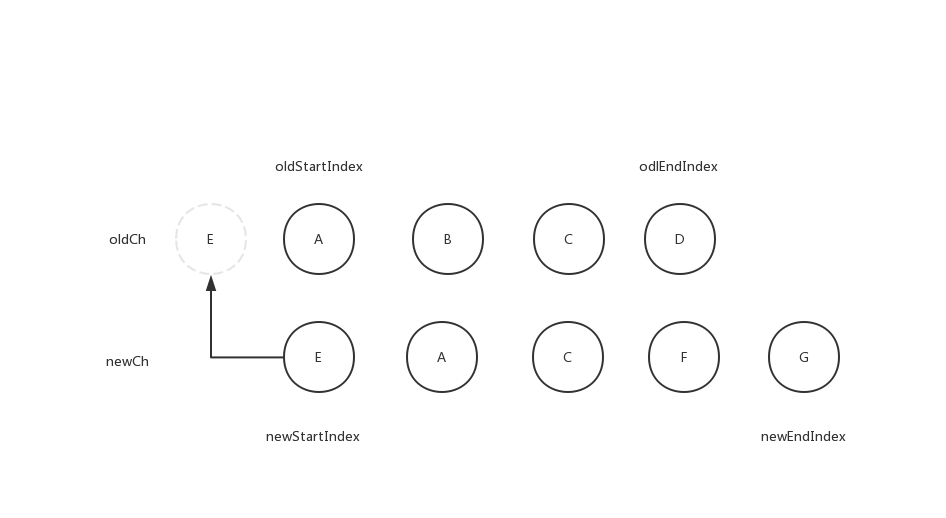 oldStartIndex odlEndIndex
oldCh E A B C D
E A C F G
newCh
newStartIndex newEndIndex